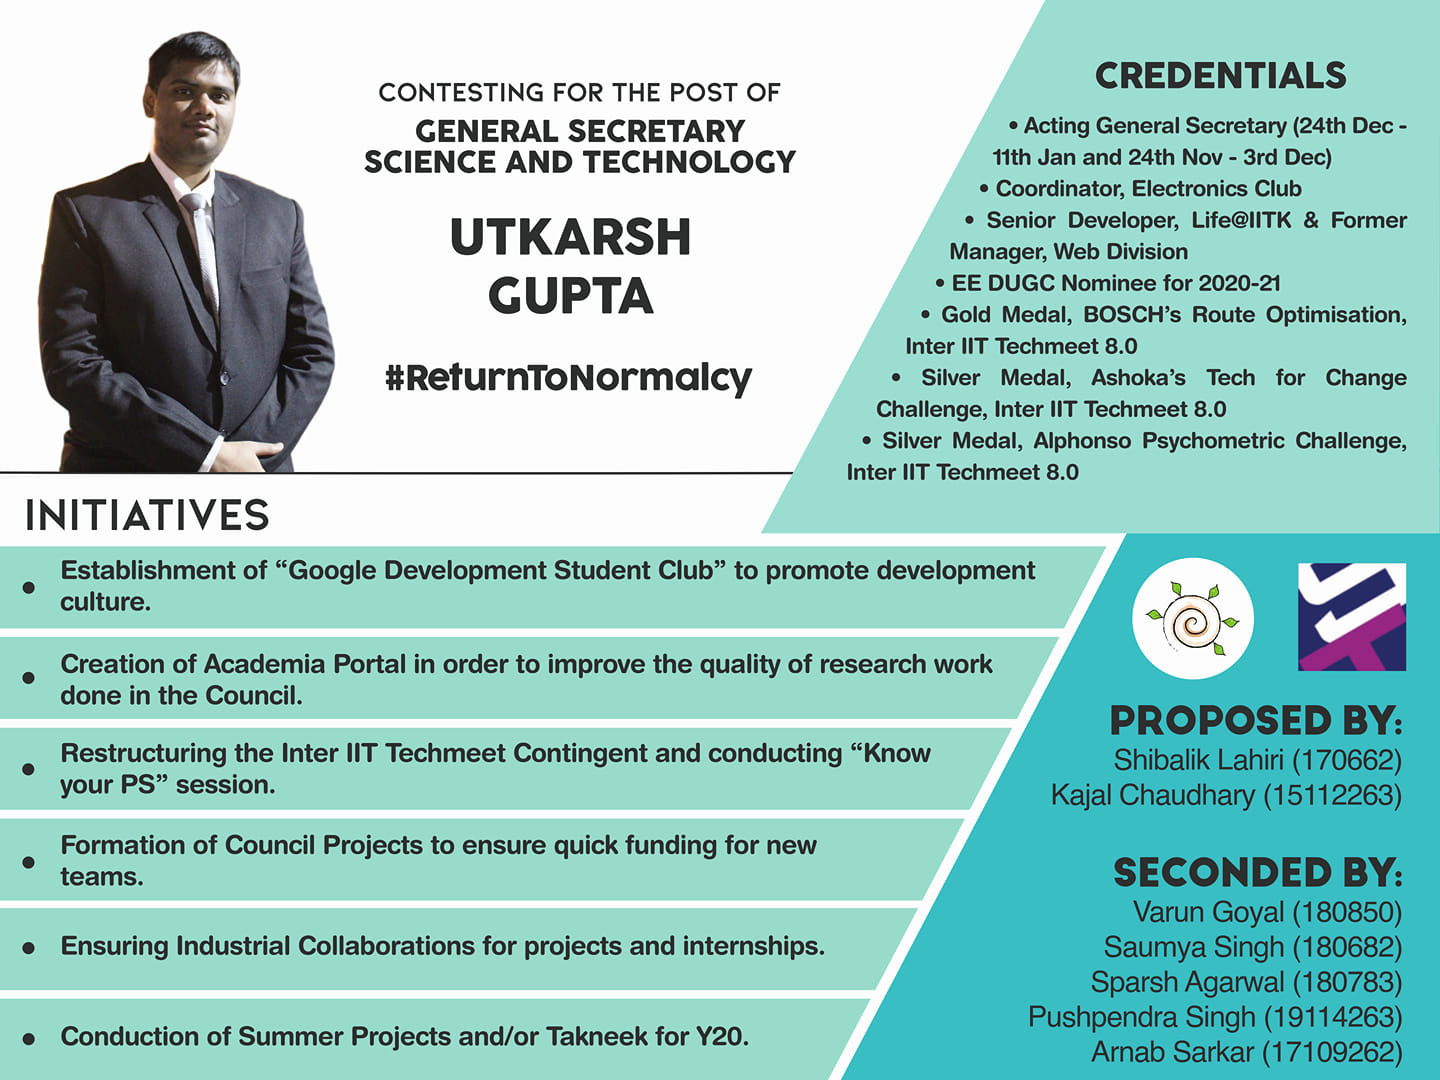 CONTESTING FOR THE POST OF
GENERAL SECRETARY
SCIENCE AND TECHNOLOGY
UTKARSH
GUPTA
#ReturnToNormalcy
CREDENTIALS
• Acting General Secretary (24th Dec -
11th Jan and 24th Nov - 3rd Dec)
• Coordinator, Electronics Club
• Senior Developer, Life@IITK & Former
Manager, Web Division
• EE DUGC Nominee for 2020-21
• Gold Medal, BOSCH's Route Optimisation,
Inter IIT Techmeet 8.0
• Silver Medal, Ashoka's Tech for Change
Challenge, Inter IIT Techmeet 8.0
• Silver Medal, Alphonso Psychometric Challenge,
Inter IIT Techmeet 8.0
INITIATIVES
• Establishment of “Google Development Student Club” to promote development
culture.
• Creation of Academia Portal in order to improve the quality of research work
done in the Council.
• Restructuring the Inter IIT Techmeet Contingent and conducting “Know
your PS” session.
• Formation of Council Projects to ensure quick funding for new
teams.
• Ensuring Industrial Collaborations for projects and internships.
• Conduction of Summer Projects and/or Takneek for Y20.
PROPOSED BY:
Shibalik Lahiri (170662)
Kajal Chaudhary (15112263)
SECONDED BY:
Varun Goyal (180850)
Saumya Singh (180682)
Sparsh Agarwal (180783)
Pushpendra Singh (19114263)
Arnab Sarkar (17109262)